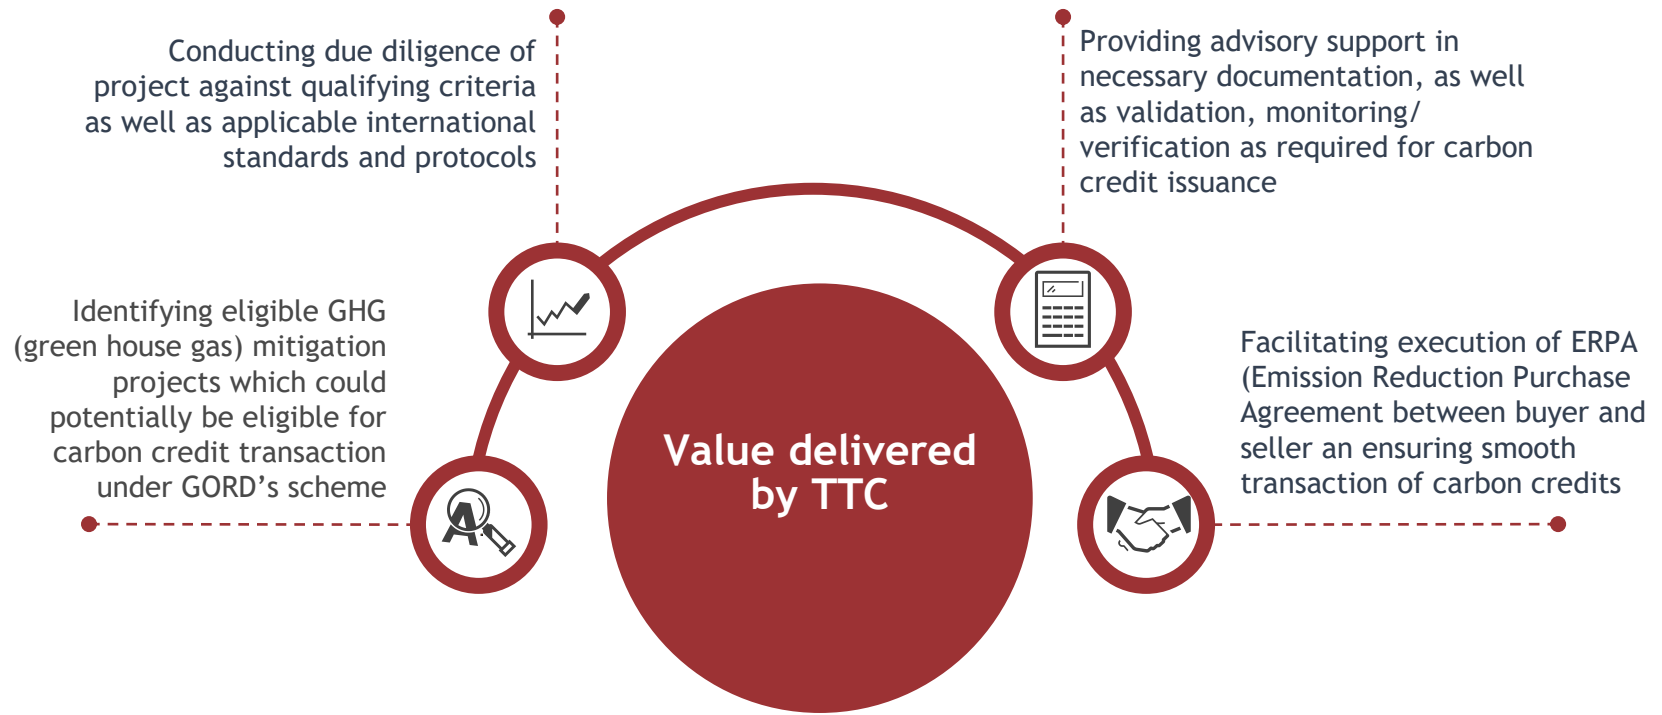 Conducting due diligence of
project against qualifying criteria
as well as applicable international
standards and protocols
Providing advisory support in
necessary documentation, as well
as validation, monitoring/
verification as required for carbon
credit issuance
Identifying eligible GHG
(green house gas) mitigation
projects which could
potentially be eligible for
carbon credit transaction
under GORD’s scheme
Facilitating execution of ERPA
(Emission Reduction Purchase
Agreement between buyer and
seller an ensuring smooth
transaction of carbon credits
Value delivered
by TTC